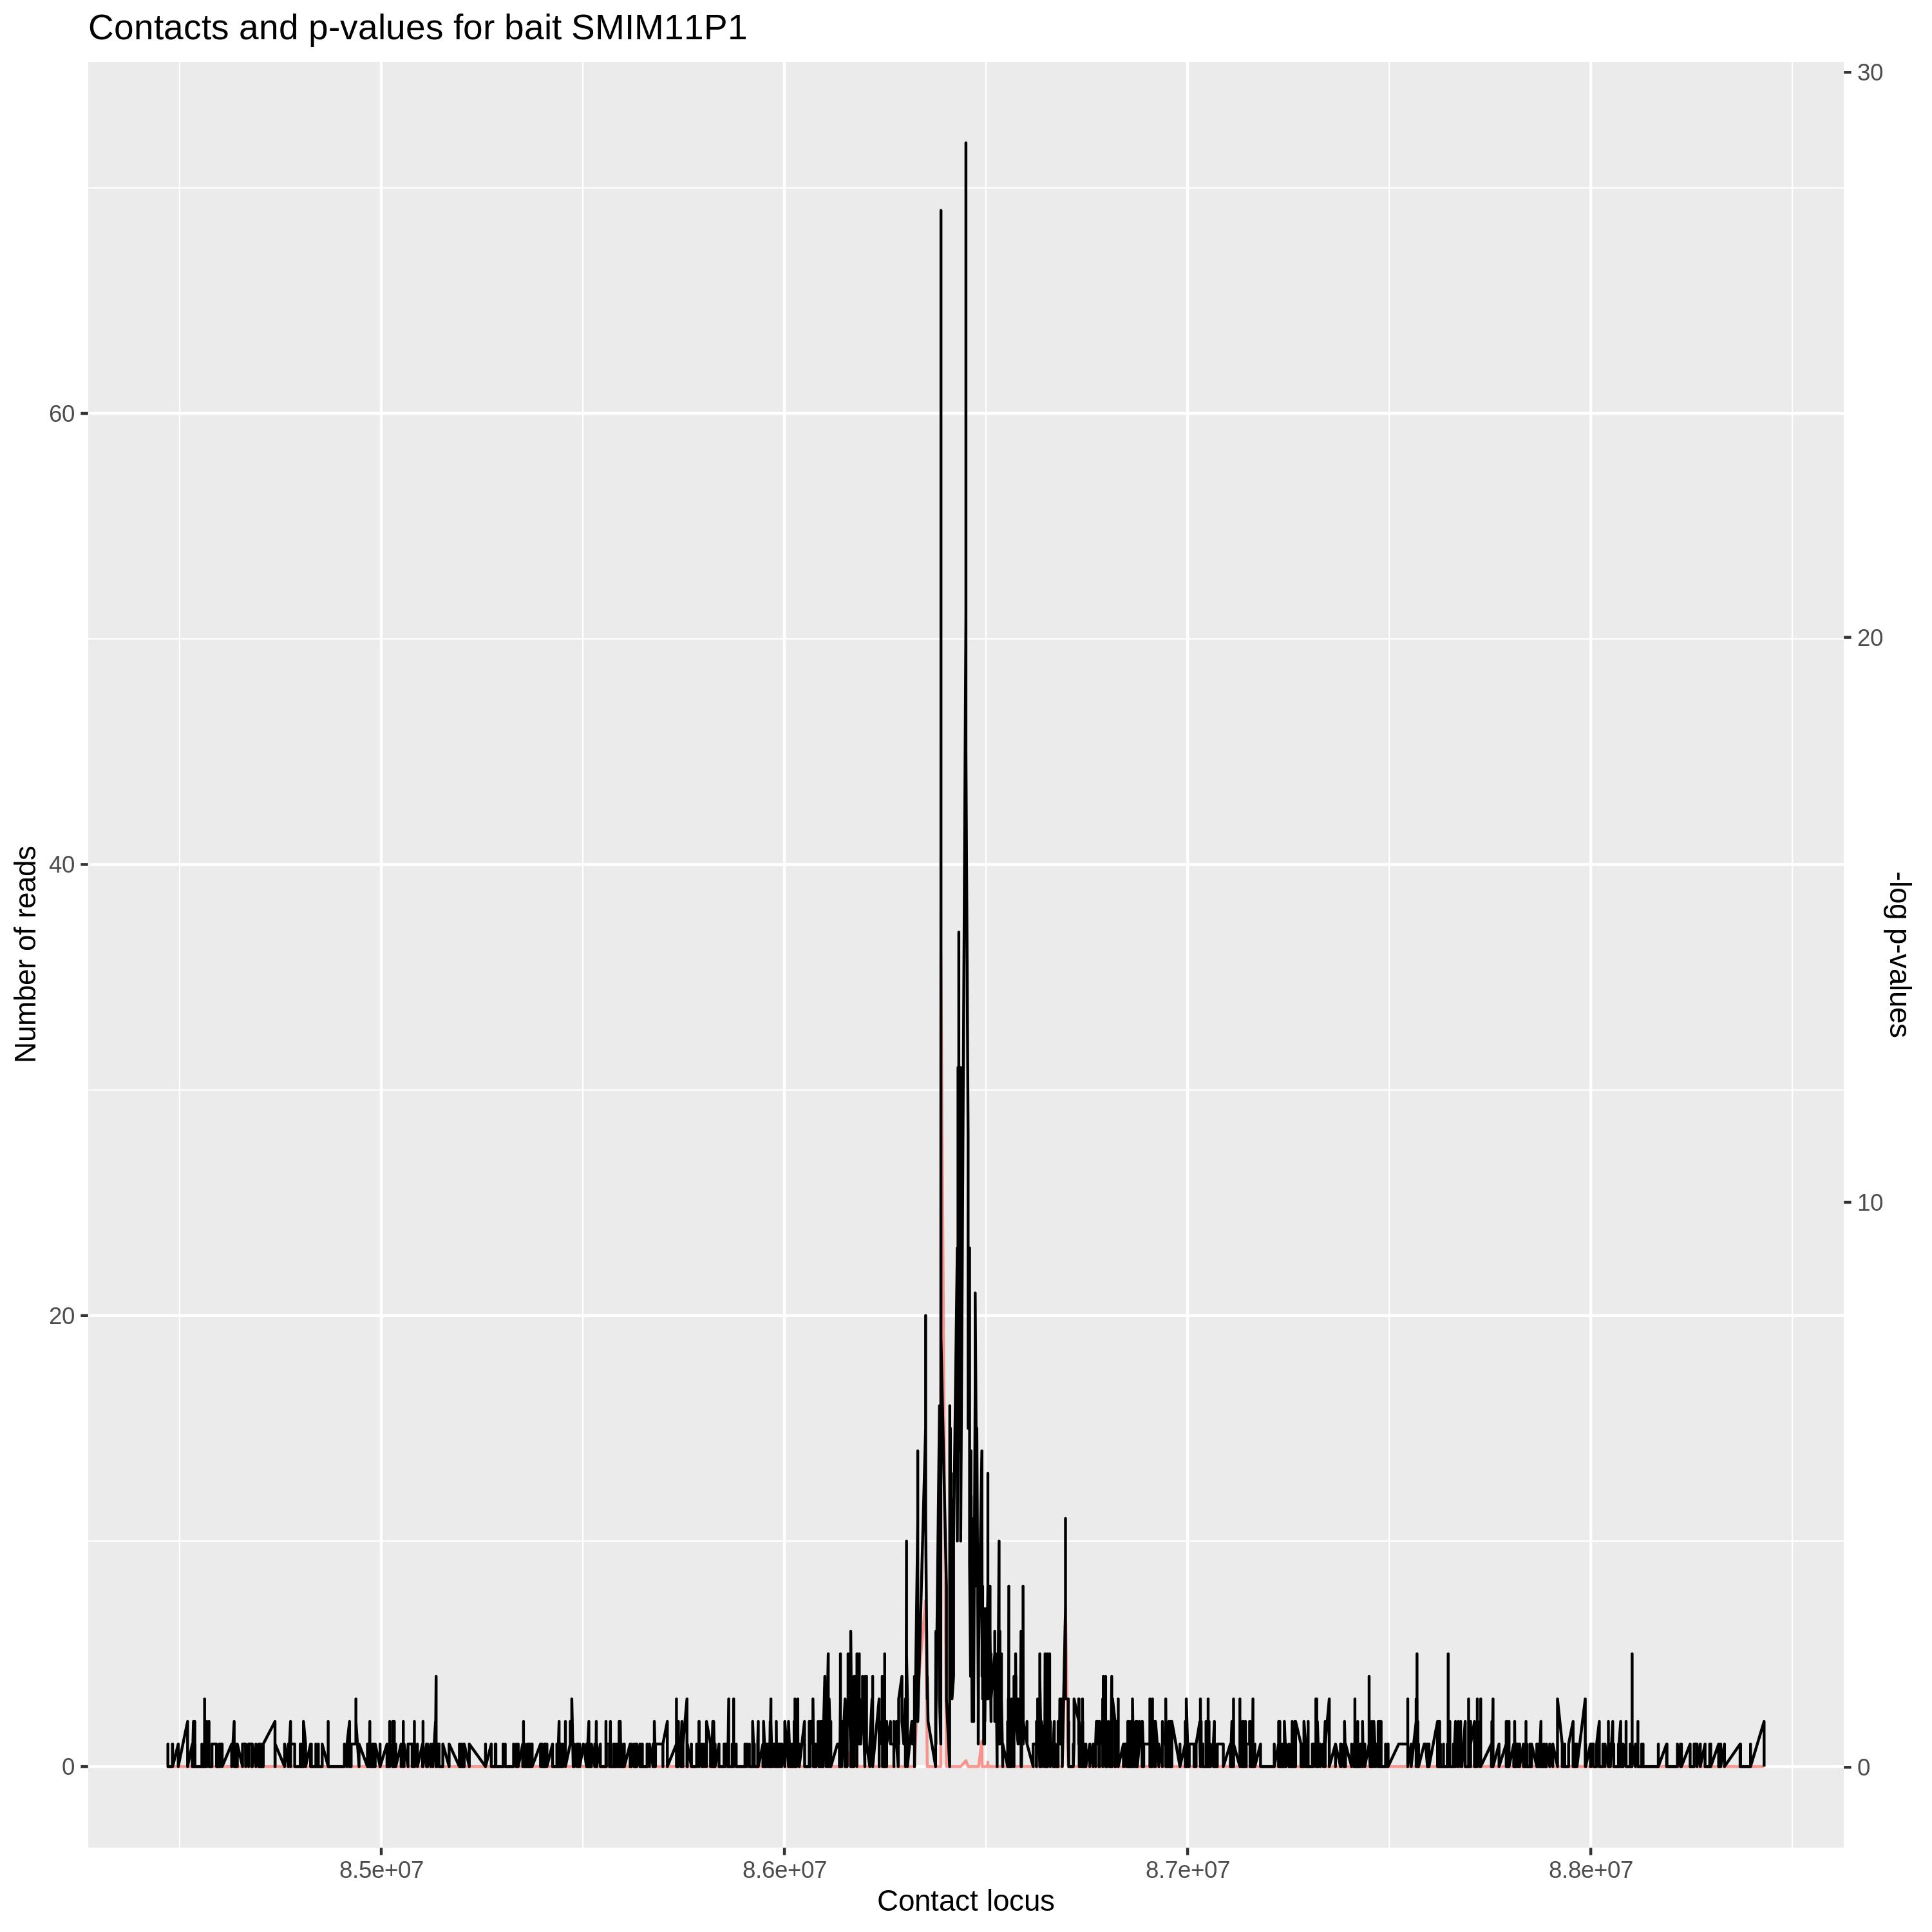 Contacts and p-values for bait SMIM11P1
30
60
20
40
Number of reads
-log p-values
10
20
0
0
8.5e+07 8.6e+07 8.7e+07 8.8e+07
Contact locus